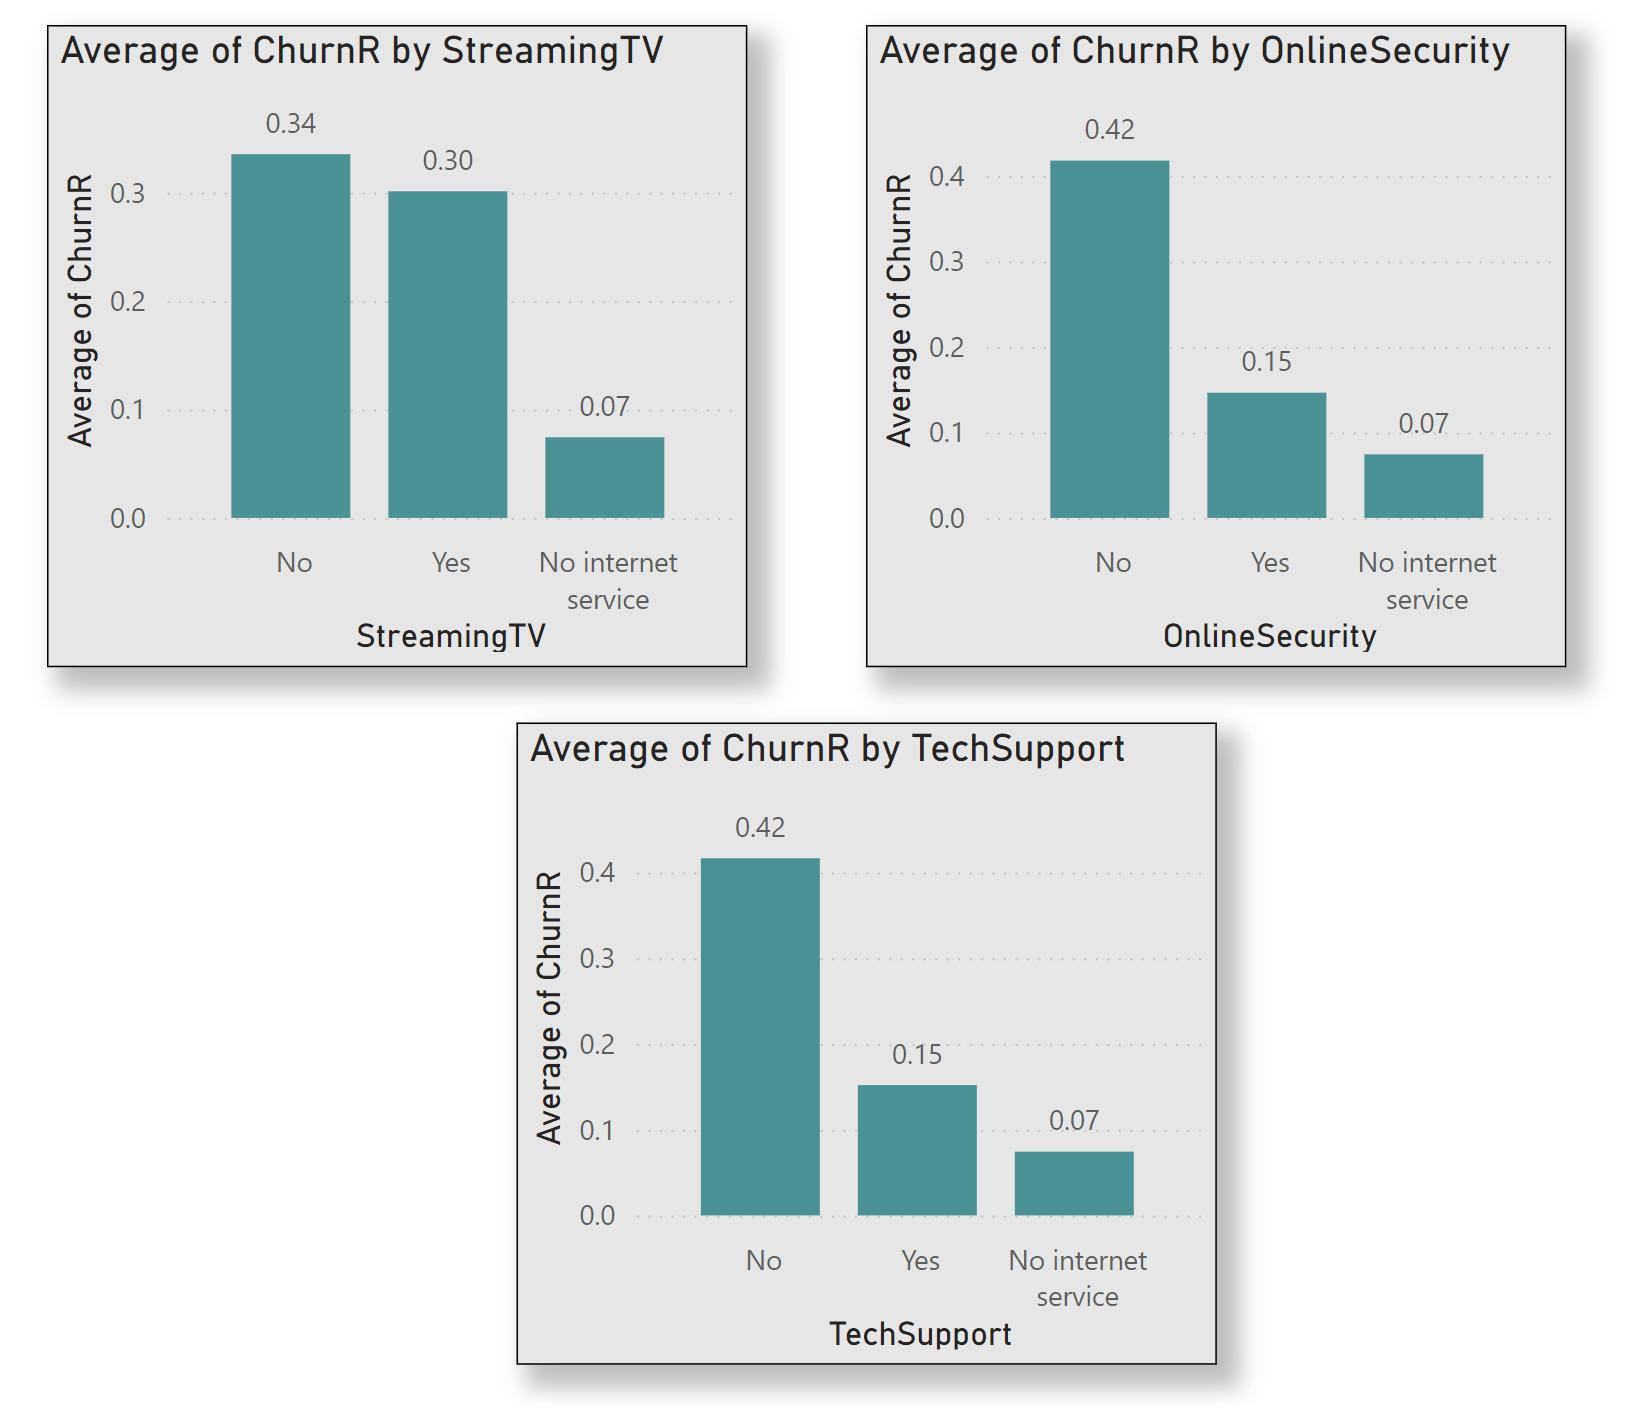 Average of ChurnR by StreamingTV
0.34
0.30
0.07
0.3
0.2
0.1
0.0
Average of ChurnR
No
Yes
No internet
service
StreamingTV
Average of ChurnR by OnlineSecurity
0.42
0.15
0.07
0.4
0.3
0.2
0.1
0.0
Average of ChurnR
No
Yes
No internet
service
OnlineSecurity
Average of ChurnR by TechSupport
0.42
0.15
0.07
0.4
0.3
0.2
0.1
0.0
Average of ChurnR
No
Yes
No internet
service
TechSupport